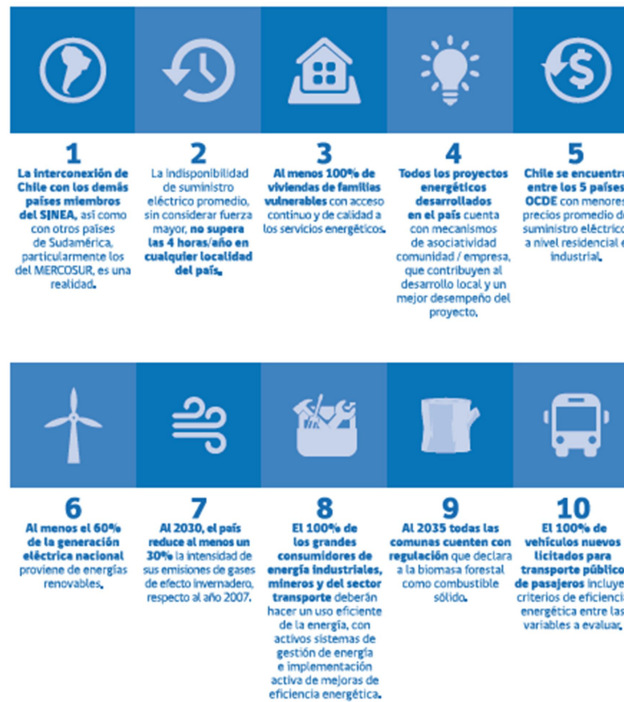 1
La interconexión de
Chile con los demás
países miembros
del SINEA, así como
con otros países
de Sudamérica,
particularmente los
del MERCOSUR, es una
realidad.
2
La indisponibilidad
de suministro
eléctrico promedio,
sin considerar fuerza
mayor, no supera
las 4 horas/año en
cualquier localidad
del país.
3
Al menos 100% de
viviendas de familias
vulnerables con acceso
continuo y de calidad a
los servicios energéticos.
4
Todos los proyectos
energéticos
desarrollados
en el país cuenta
con mecanismos
de asociatividad
comunidad / empresa,
que contribuyen al
desarrollo local y un
mejor desempeño del
proyecto.
5
Chile se encuentr
entre los 5 países
OCDE con menores
precios promedio d
suministro eléctrico
a nivel residencial e
industrial.
6
Al menos el 60%
de la generación
eléctrica nacional
proviene de energías
renovables.
7
Al 2030, el país
reduce al menos un
30% la intensidad de
sus emisiones de gases
de efecto invernadero,
respecto al año 2007.
8
El 100% de
los grandes
consumidores de
energía industriales,
mineros y del sector
transporte deberán
hacer un uso eficiente
de la energía, con
activos sistemas de
gestión de energía
e implementación
activa de mejoras de
eficiencia energética.
9
Al 2035 todas las
comunas cuenten con
regulación que declara
a la biomasa forestal
como combustible
sólido.
10
El 100% de
vehículos nuevos
licitados para
transporte público
de pasajeros incluye
criterios de eficiencia
energética entre las
variables a evaluar.